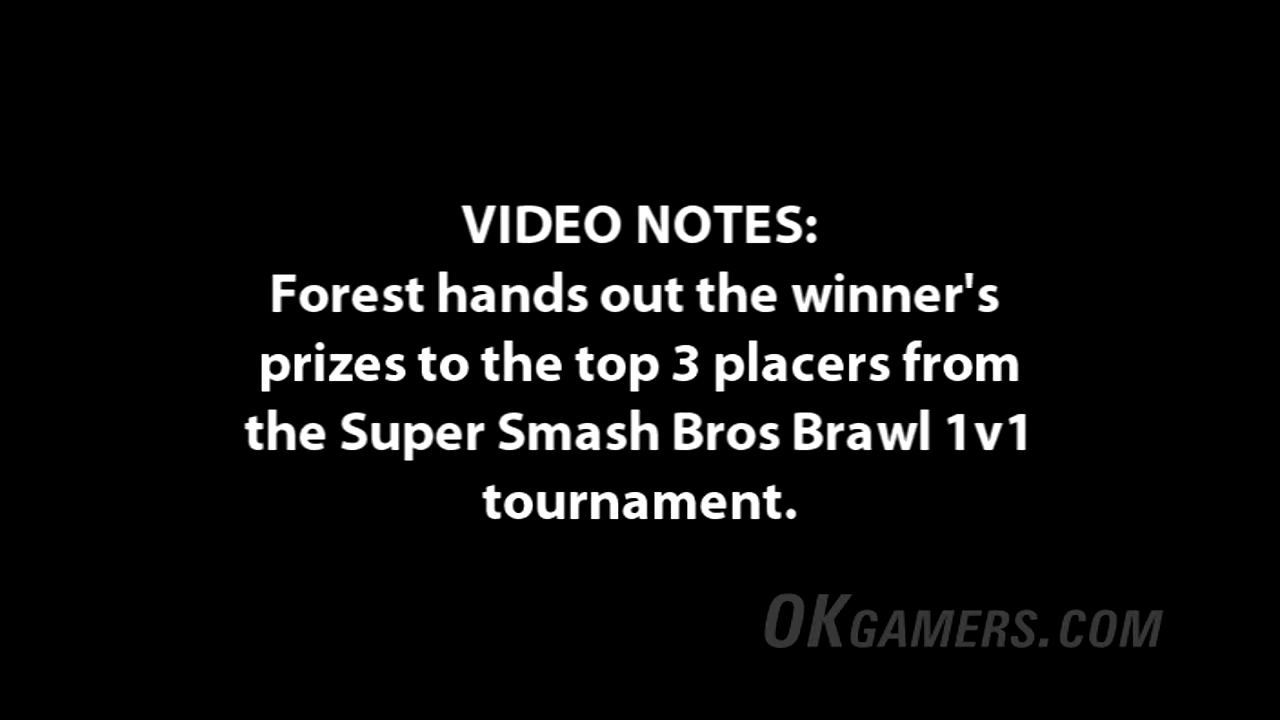 VIDEO NOTES:
Forest hands out the winner's
prizes to the top 3 placers from
the Super Smash Bros Brawl 1v1
tournament.
OKGAMERS.COM